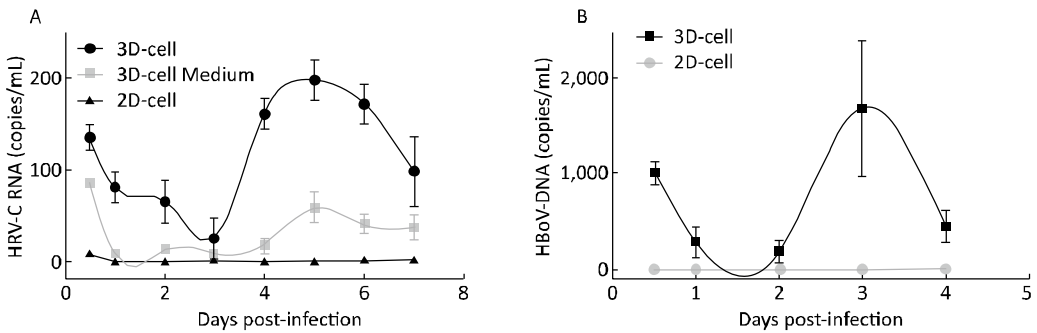 A
3D-cell
3D-cell Medium
2D-cell
HRV-C RNA (copies/mL)
200
100
0
0 2 4 6 8
Days post-infection
B
3D-cell
2D-cell
HBoV-DNA (copies/mL)
2,000
1,000
0
0 1 2 3 4 5
Days post-infection